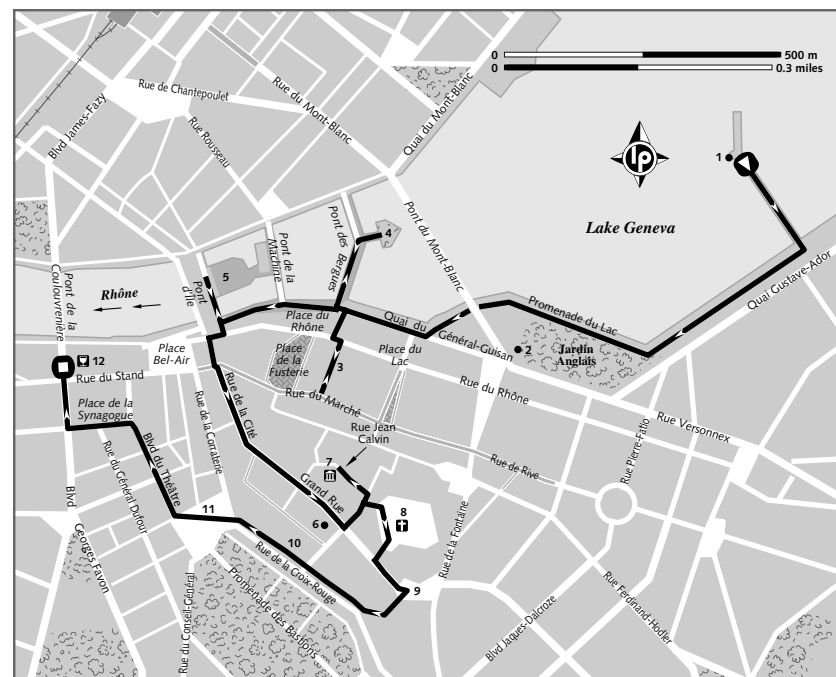 0 500 m
0 0.3 miles
Rue de Chantepoulet
Rue du Mont-Blanc
Quai du Mont-Blanc
Blvd James-Fazy
Rue Rousseau
1
lp
Lake Geneva
Pont du Mont-Blanc
Pont des Bergues
4
Pont de la Machine
5
Pont d'Île
Rhône
Pont de la Coulouvrenière
Quai Gustave-Ador
Promenade du Lac
Quai du Général-Guisan
Place du Rhône
2
Jardin Anglais
Place Bel-Air
Place de la Fusterie
Place du Lac
3
12
Rue du Stand
Rue du Rhône
Place de la Synagogue
Rue de la Cité
Rue du Marché
Rue de la Corraterie
Rue Versonnex
Rue Jean Calvin
Rue Pierre-Fatio
Blvd du Théâtre
Rue du Général Dufour
7
Rue de Rive
Grand Rue
8
11
6
Rue de la Fontaine
Blvd Georges Favon
10
Rue de la Croix-Rouge
9
Rue du Conseil-Général
Promenade des Bastions
Blvd Jaques-Dalcroze
Rue Ferdinand-Hodler